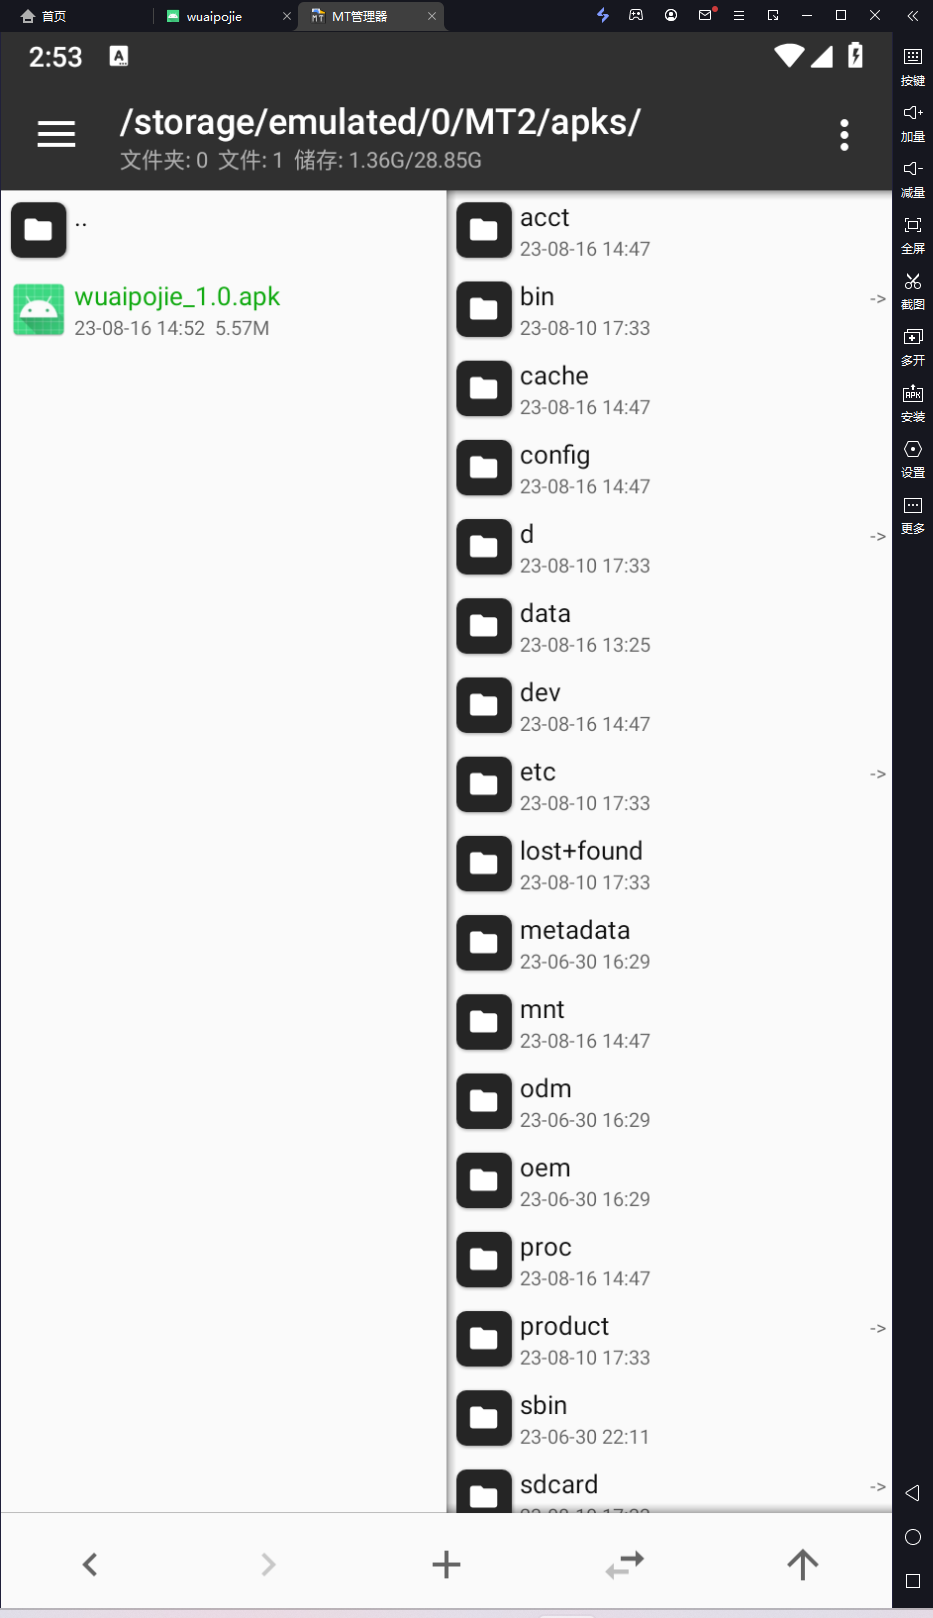 首页
wuaipojie
MT管理器
2:53
/storage/emulated/0/MT2/apks/
文件夹: 0 文件: 1 储存: 1.36G/28.85G
..
wuaipojie_1.0.apk
23-08-16 14:52 5.57M
acct
23-08-16 14:47
bin ->
23-08-10 17:33
cache
23-08-16 14:47
config
23-08-16 14:47
d ->
23-08-10 17:33
data
23-08-16 13:25
dev
23-08-16 14:47
etc ->
23-08-10 17:33
lost+found
23-08-10 17:33
metadata
23-06-30 16:29
mnt
23-08-16 14:47
odm
23-06-30 16:29
oem
23-06-30 16:29
proc
23-08-16 14:47
product ->
23-08-10 17:33
sbin
23-06-30 22:11
sdcard ->
按键
加量
减量
全屏
截图
多开
安装
设置
更多